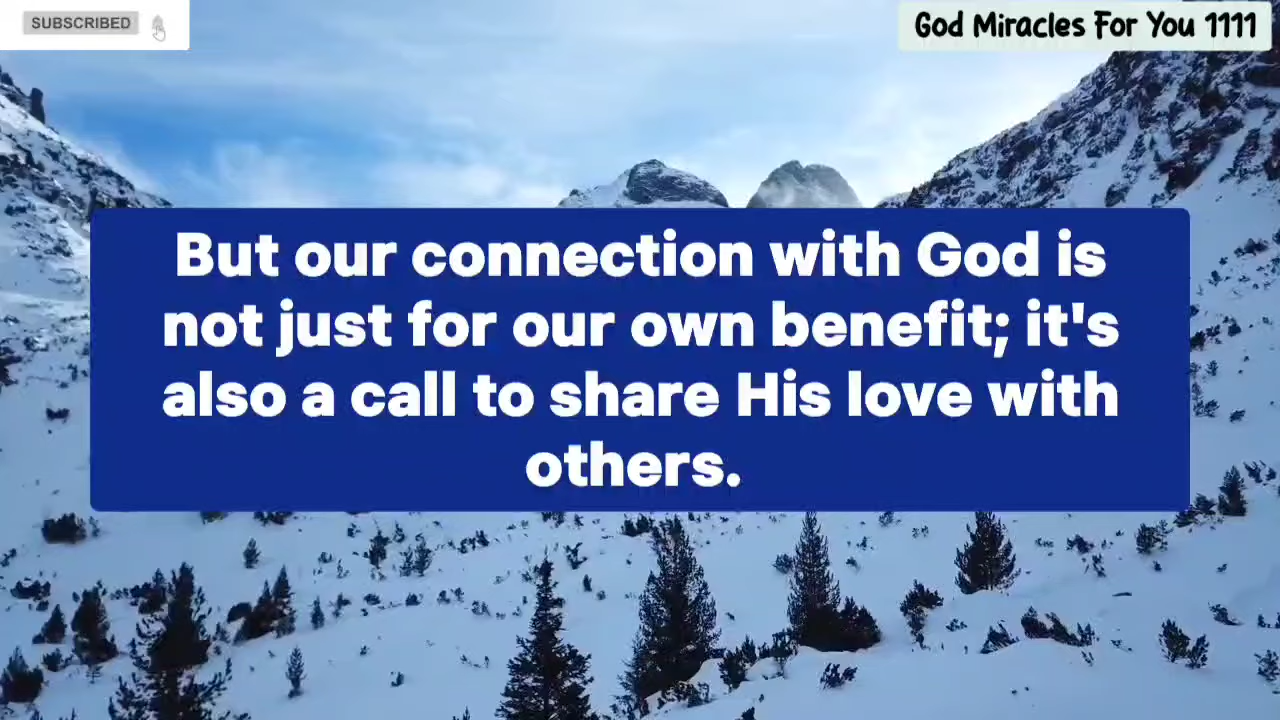 SUBSCRIBED
God Miracles For You 1111
But our connection with God is
not just for our own benefit; it's
also a call to share His love with
others.